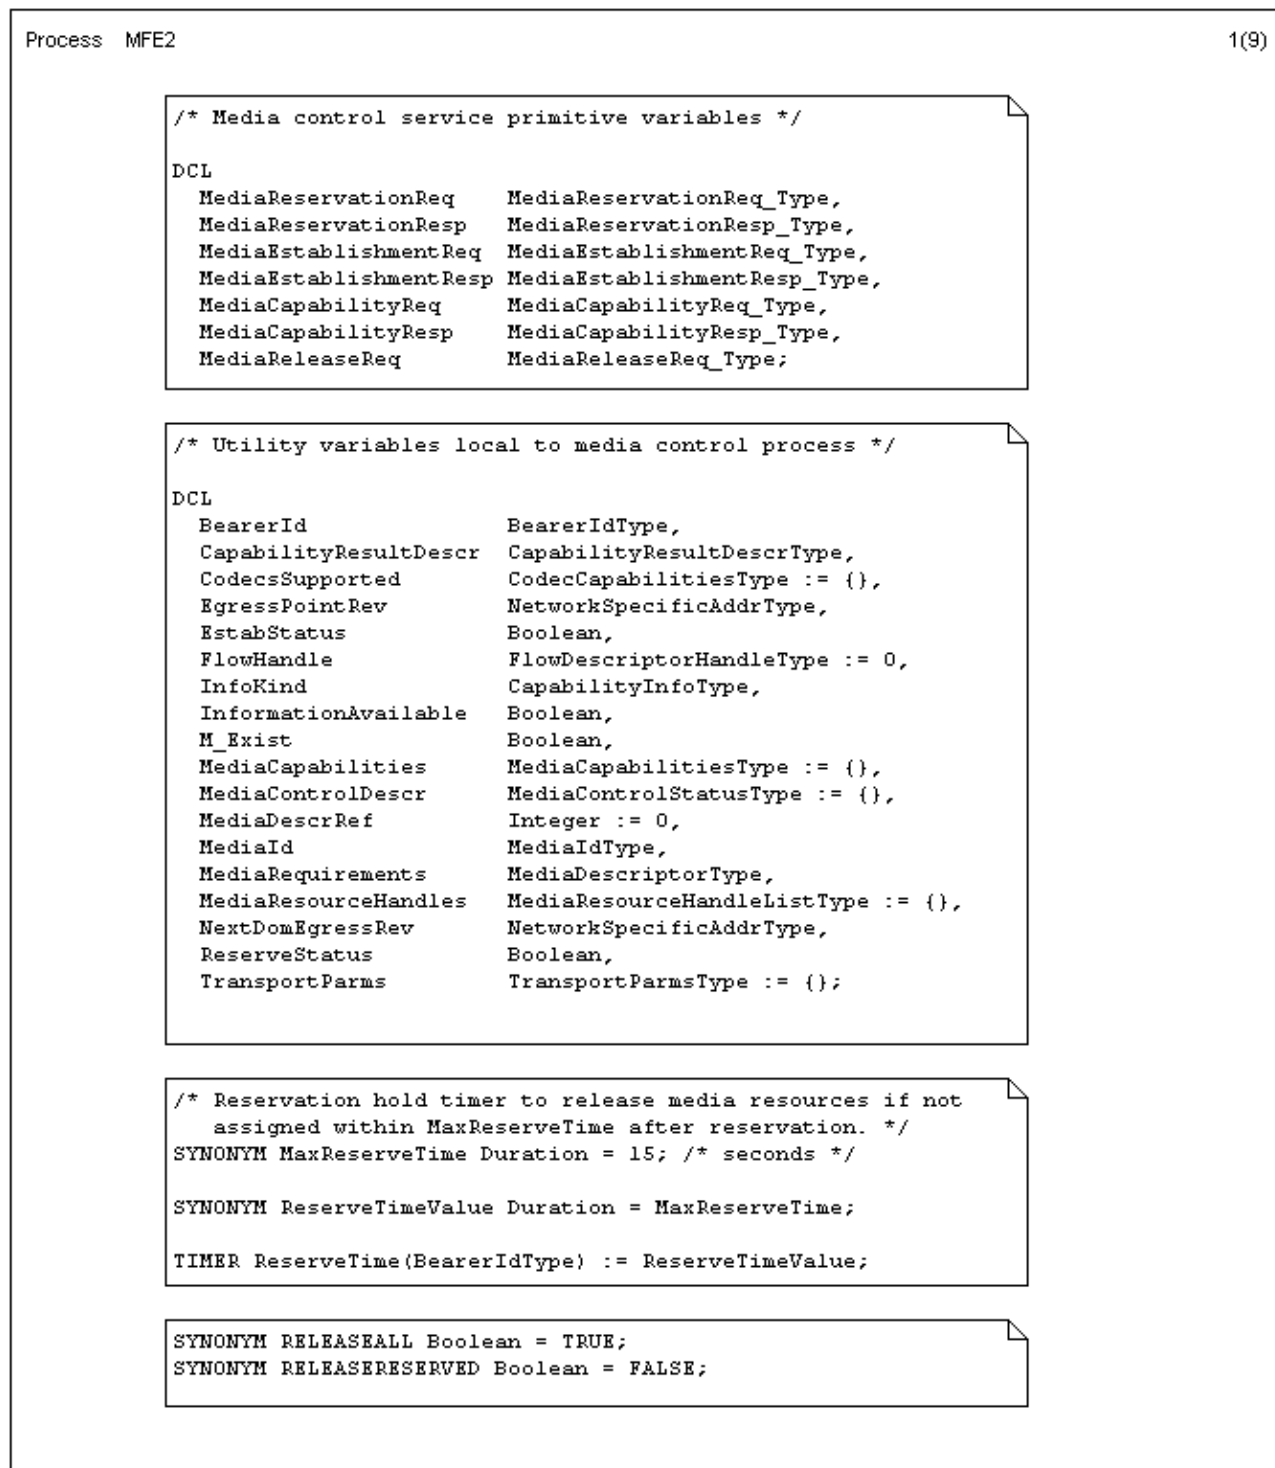 Process MFE2 1(9)
/* Media control service primitive variables */
DCL
MediaReservationReq MediaReservationReq_Type,
MediaReservationResp MediaReservationResp_Type,
MediaEstablishmentReq MediaEstablishmentReq_Type,
MediaEstablishmentResp MediaEstablishmentResp_Type,
MediaCapabilityReq MediaCapabilityReq_Type,
MediaCapabilityResp MediaCapabilityResp_Type,
MediaReleaseReq MediaReleaseReq_Type;
/* Utility variables local to media control process */
DCL
BearerId BearerIdType,
CapabilityResultDescr CapabilityResultDescrType,
CodecsSupported CodecCapabilitiesType := {},
EgressPointRev NetworkSpecificAddrType,
EstabStatus Boolean,
FlowHandle FlowDescriptorHandleType := 0,
InfoKind CapabilityInfoType,
InformationAvailable Boolean,
M_Exist Boolean,
MediaCapabilities MediaCapabilitiesType := {},
MediaControlDescr MediaControlStatusType := {},
MediaDescrRef Integer := 0,
MediaId MediaIdType,
MediaRequirements MediaDescriptorType,
MediaResourceHandles MediaResourceHandleListType := {},
NextDomEgressRev NetworkSpecificAddrType,
ReserveStatus Boolean,
TransportParms TransportParmsType := {};
/* Reservation hold timer to release media resources if not
assigned within MaxReserveTime after reservation. */
SYNONYM MaxReserveTime Duration = 15; /* seconds */
SYNONYM ReserveTimeValue Duration = MaxReserveTime;
TIMER ReserveTime(BearerIdType) := ReserveTimeValue;
SYNONYM RELEASEALL Boolean = TRUE;
SYNONYM RELEASERESERVED Boolean = FALSE;